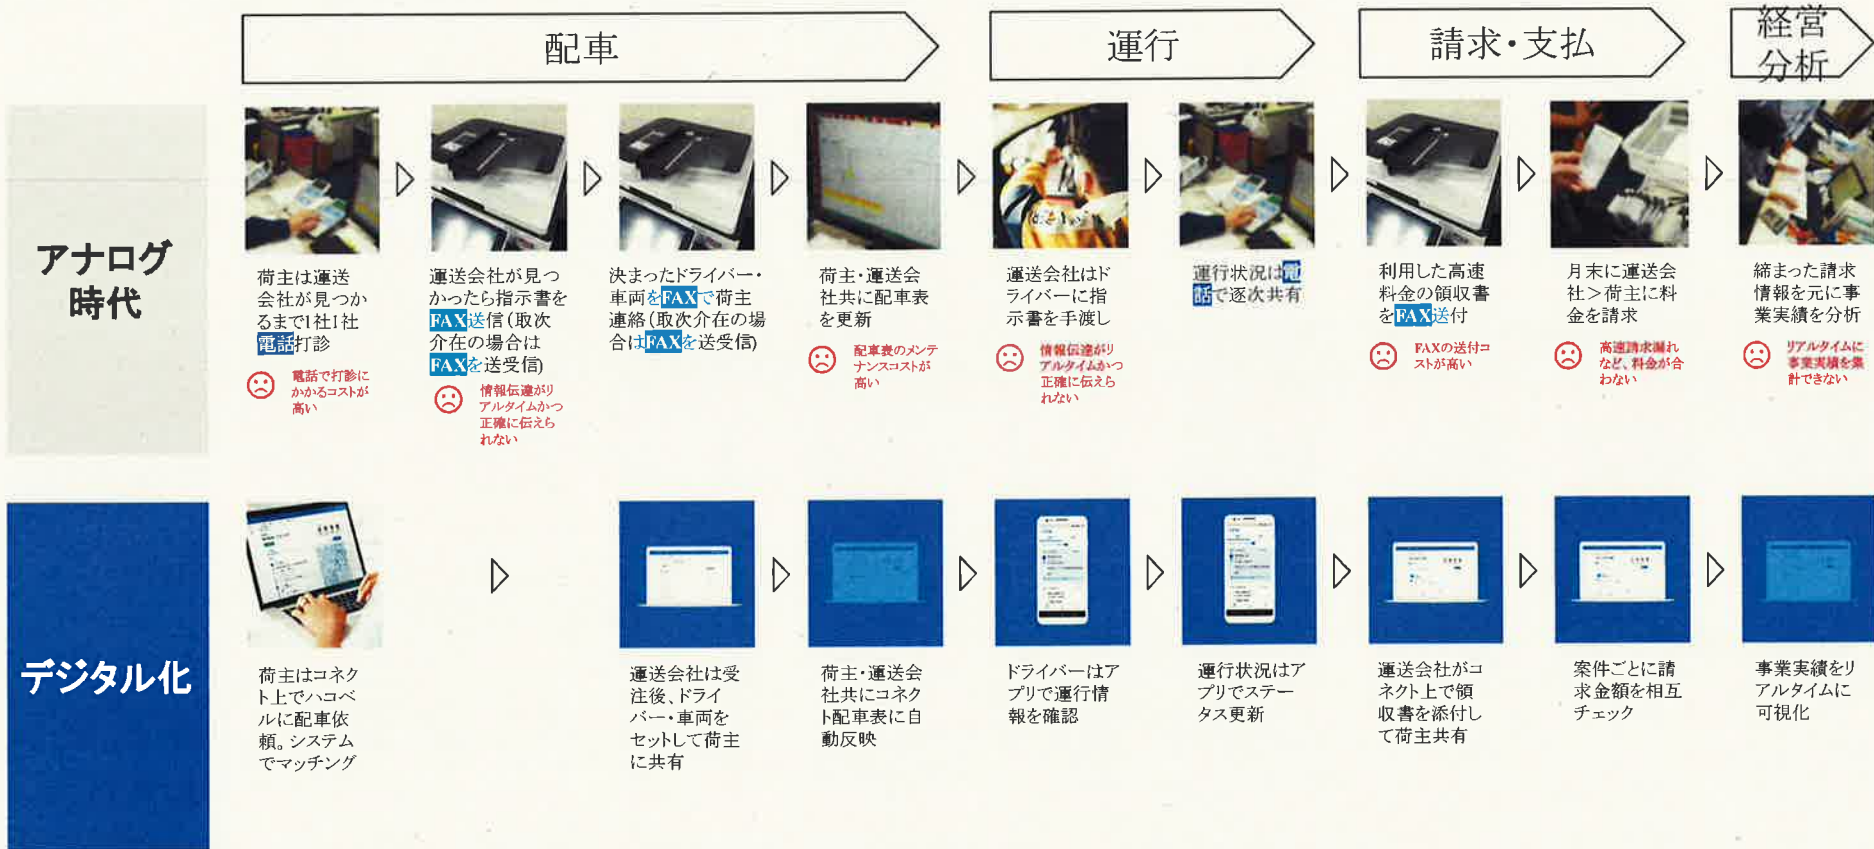 配車
運行
請求・支払
経営
分析
アナログ
時代
荷主は運送
会社が見つか
るまで1社1社
電話打診
電話で打診に
かかるコストが
高い
運送会社が見つ
かったら指示書を
FAX送信(取次
介在の場合は
FAXを送受信)
情報伝達がリ
アルタイムかつ
正確に伝えら
れない
決まったドライバー・
車両をFAXで荷主
連絡(取次介在の場
合はFAXを送受信)
荷主・運送会
社共に配車表
を更新
配車表のメンテ
ナンスコストが
高い
運送会社はド
ライバーに指
示書を手渡し
情報伝達がリ
アルタイムかつ
正確に伝えら
れない
運行状況は電
話で逐次共有
利用した高速
料金の領収書
をFAX送付
FAXの送付コ
ストが高い
月末に運送会
社>荷主に料
金を請求
高速請求漏れ
など、料金が合
わない
締まった請求
情報を元に事
業実績を分析
リアルタイムに
事業実績を集
計できない
デジタル化
荷主はコネク
ト上でハコベ
ルに配車依
頼。システム
でマッチング
運送会社は受
注後、ドライ
バー・車両を
セットして荷主
に共有
荷主・運送会
社共にコネク
ト配車表に自
動反映
ドライバーはア
プリで運行情
報を確認
運行状況はア
プリでステー
タス更新
運送会社がコ
ネクト上で領
収書を添付し
て荷主共有
案件ごとに請
求金額を相互
チェック
事業実績をリ
アルタイムに
可視化